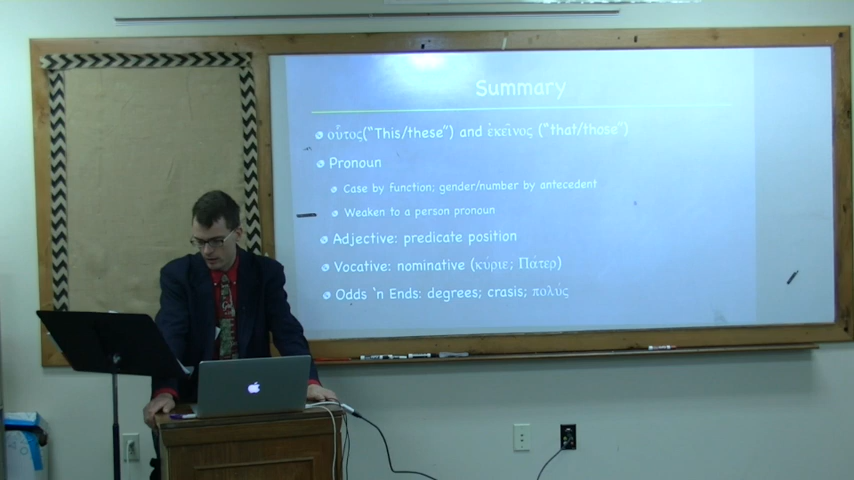 Summary
οὗτος("This/these") and ἐκεῖνος ("that/those")
Pronoun
Case by function; gender/number by antecedent
Weaken to a person pronoun
Adjective: predicate position
Vocative: nominative (κύριε; Πάτερ)
Odds 'n Ends: degrees; crasis; πολύς